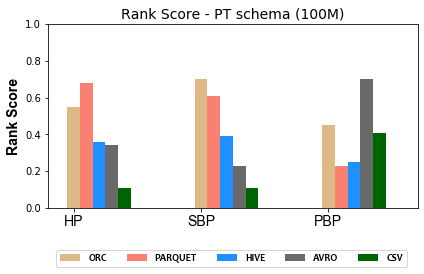 Rank Score - PT schema (100M)
1.0
0.8
0.6
0.4
0.2
0.0
Rank Score
HP SBP PBP
ORC PARQUET HIVE AVRO CSV